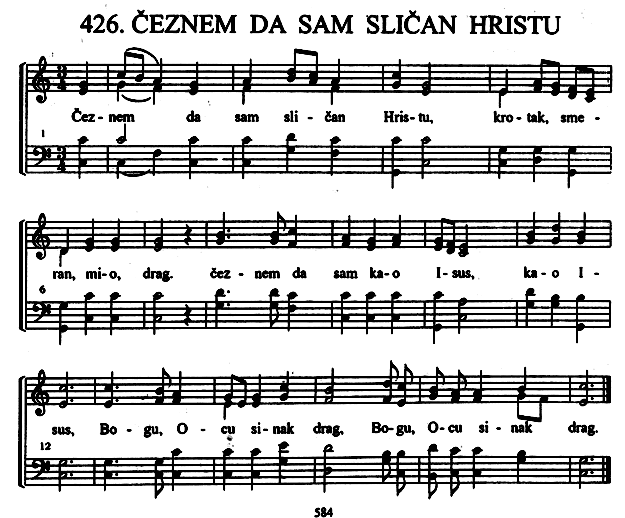 426. ČEZNEM DA SAM SLIČAN HRISTU
Čez - nem da sam sli - čan Hris - tu, kro - tak, sme -
1
ran, mi - o, drag. čez - nem da sam ka - o I - sus, ka - o I -
6
sus, Bo - gu, O - cu si - nak drag, Bo - gu, O - cu si - nak drag.
12
584